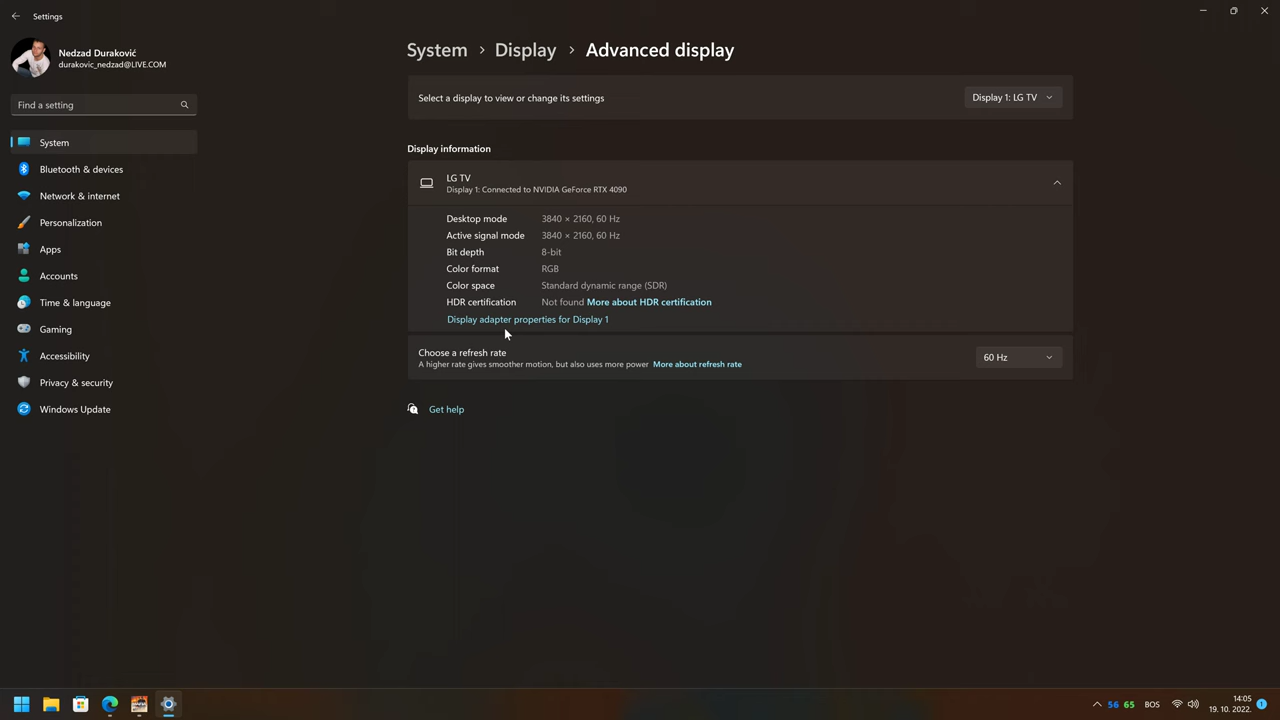 Settings
Nedzad Duraković
durakovic_nedzad@LIVE.COM
Find a setting
System
Bluetooth & devices
Network & internet
Personalization
Apps
Accounts
Time & language
Gaming
Accessibility
Privacy & security
Windows Update
System > Display > Advanced display
Select a display to view or change its settings
Display 1: LG TV
Display information
LG TV
Display 1: Connected to NVIDIA GeForce RTX 4090
Desktop mode 3840 × 2160, 60 Hz
Active signal mode 3840 × 2160, 60 Hz
Bit depth 8-bit
Color format RGB
Color space Standard dynamic range (SDR)
HDR certification Not found More about HDR certification
Display adapter properties for Display 1
Choose a refresh rate
A higher rate gives smoother motion, but also uses more power More about refresh rate
60 Hz
Get help
56 65 BOS
14:05
19. 10. 2022.
1